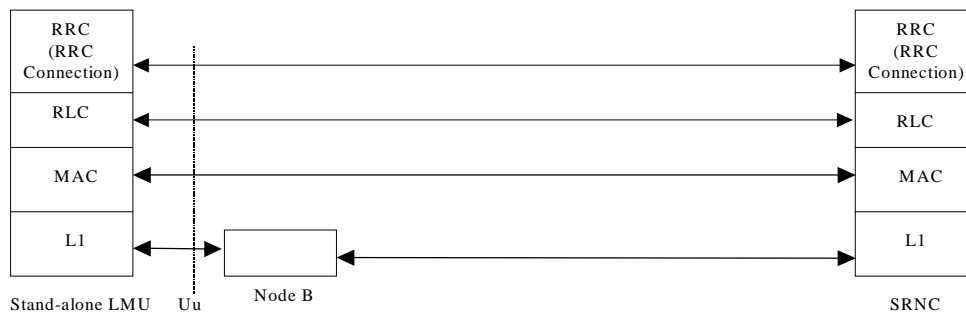 RRC
(RRC
Connection)
RLC
MAC
L1
Stand-alone LMU
Uu
Node B
RRC
(RRC
Connection)
RLC
MAC
L1
SRNC